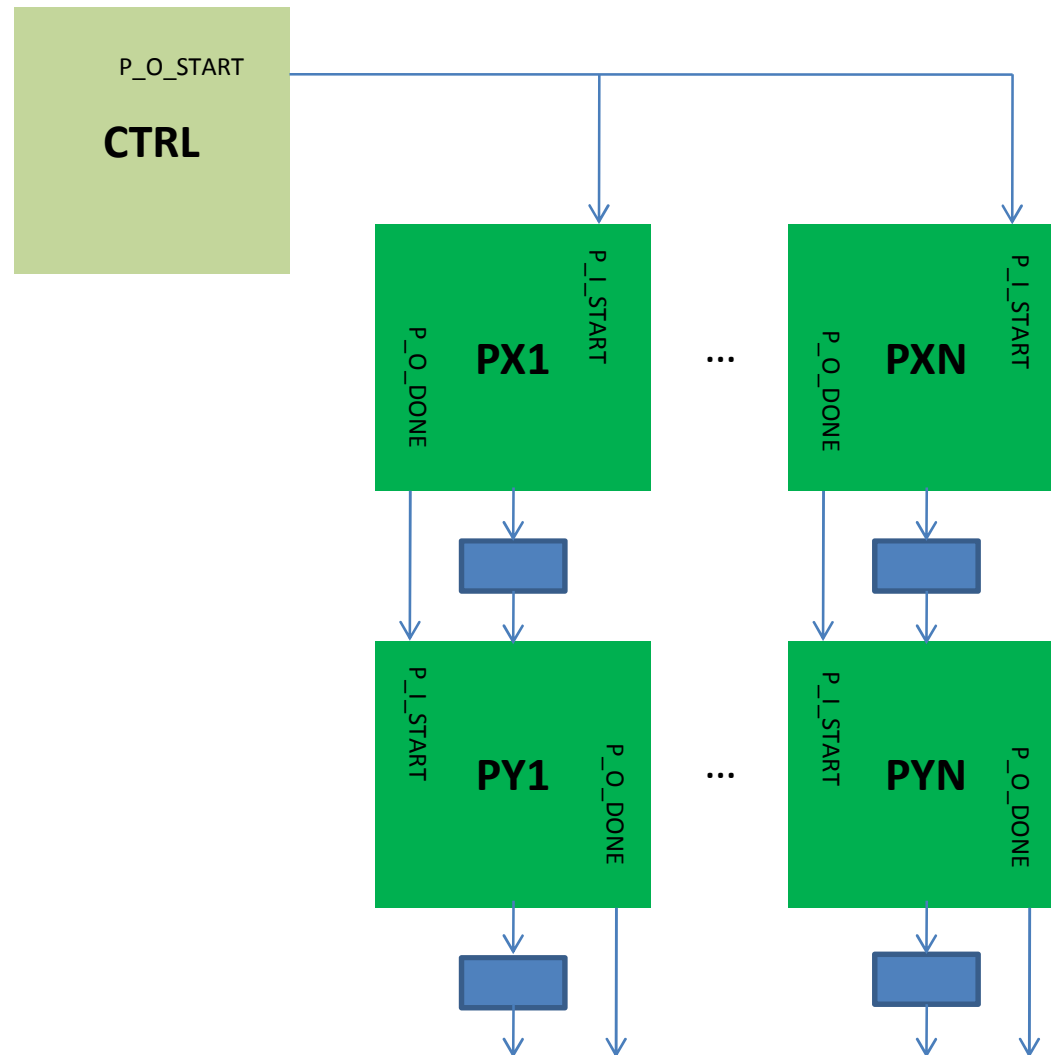 P_O_START
CTRL
P_I_START
P_I_START
P_O_DONE
PX1
...
P_O_DONE
PXN
P_I_START
P_I_START
PY1
P_O_DONE
...
PYN
P_O_DONE